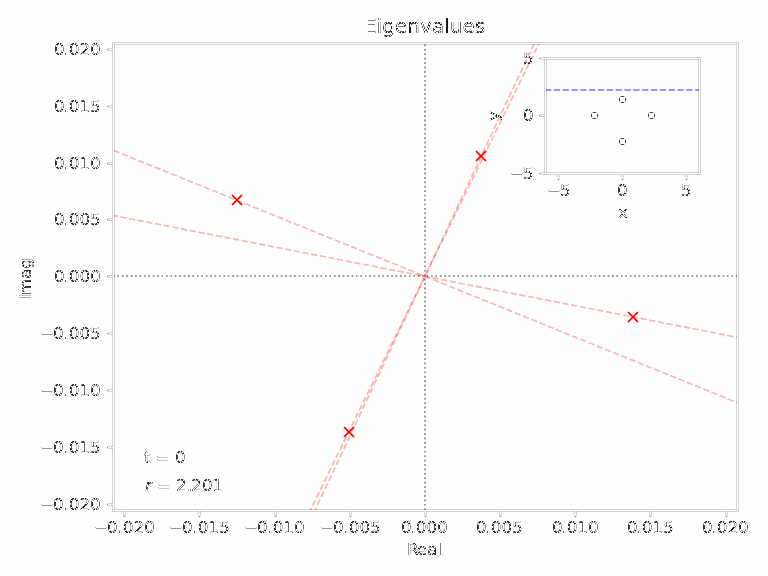 Eigenvalues
0.020
0.015
0.010
0.005
0.000
−0.005
−0.010
−0.015
−0.020
Imag
t = 0
r = 2.201
−0.020 −0.015 −0.010 −0.005 0.000 0.005 0.010 0.015 0.020
Real
5
0
−5
y
−5 0 5
x